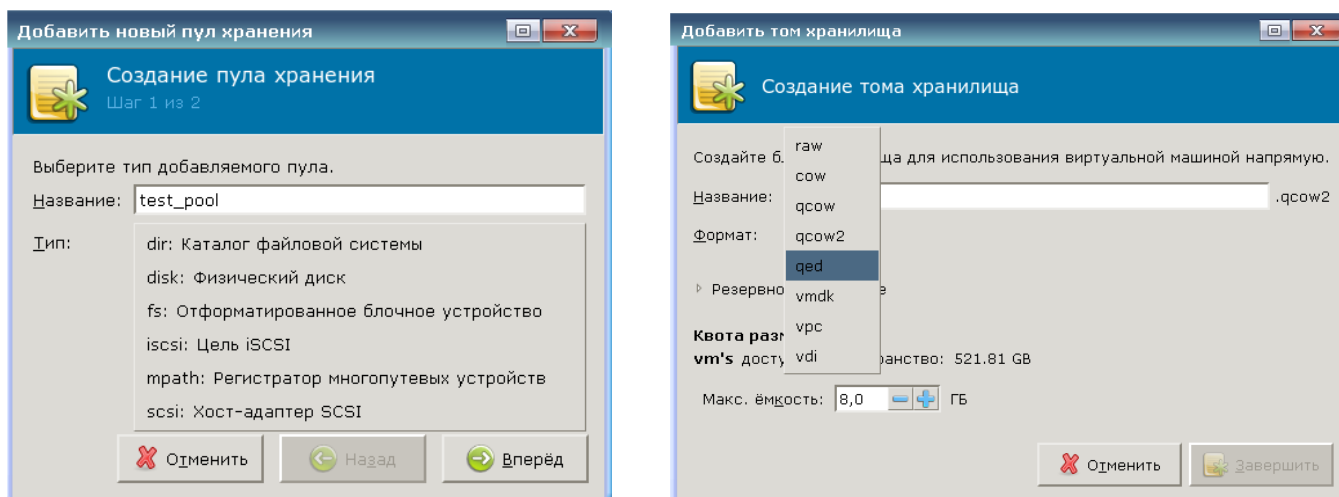 Добавить новый пул хранения
Создание пула хранения
Шаг 1 из 2
Выберите тип добавляемого пула.
Название: test_pool
Тип:
dir: Каталог файловой системы
disk: Физический диск
fs: Отформатированное блочное устройство
iscsi: Цель iSCSI
mpath: Регистратор многопутевых устройств
scsi: Хост-адаптер SCSI
Отменить Назад Вперёд
Добавить том хранилища
Создание тома хранилища
Создайте б ща для использования виртуальной машиной напрямую.
Название: .qcow2
Формат:
raw
cow
qcow
qcow2
qed
vmdk
vpc
vdi
Резервно е
Квота раз
vm's досту ранство: 521.81 GB
Макс. ёмкость: 8,0 ГБ
Отменить Завершить